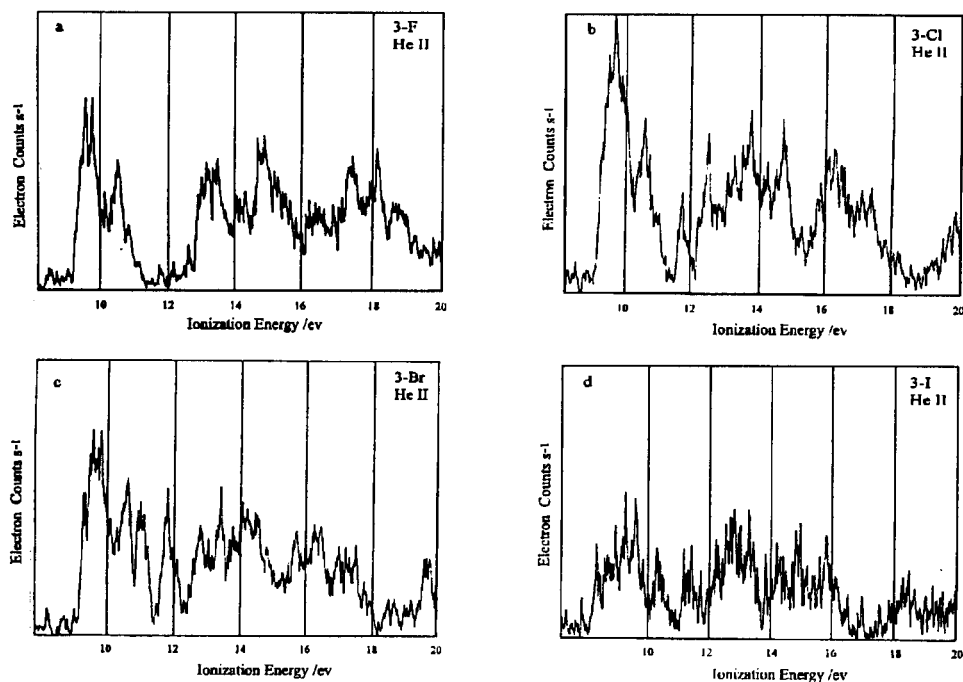 a
3-F
He II
Electron Counts s-1
10 12 14 16 18 20
Ionization Energy /ev
b
3-Cl
He II
Electron Counts s-1
10 12 14 16 18 20
Ionization Energy /ev
c
3-Br
He II
Electron Counts s-1
10 12 14 16 18 20
Ionization Energy /ev
d
3-I
He II
Electron Counts s-1
10 12 14 16 18 20
Ionization Energy /ev